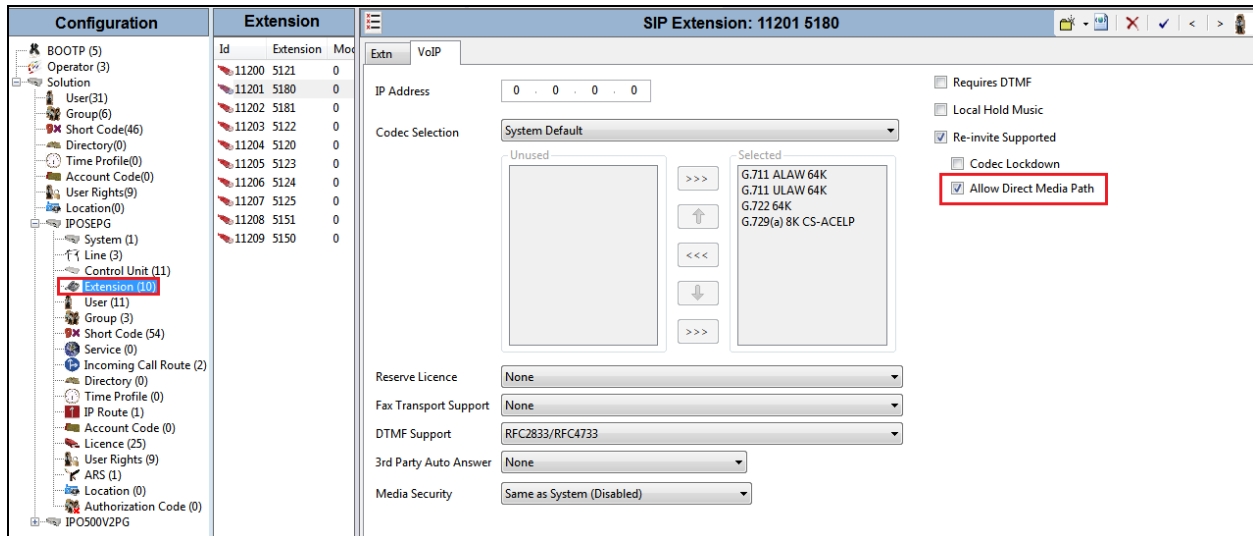 Configuration
BOOTP (5)
Operator (3)
Solution
User(31)
Group(6)
Short Code(46)
Directory(0)
Time Profile(0)
Account Code(0)
User Rights(9)
Location(0)
IPOSEPG
System (1)
Line (3)
Control Unit (11)
Extension (10)
User (11)
Group (3)
Short Code (54)
Service (0)
Incoming Call Route (2)
Directory (0)
Time Profile (0)
IP Route (1)
Account Code (0)
Licence (25)
User Rights (9)
ARS (1)
Location (0)
Authorization Code (0)
IPO500V2PG
Extension
Id Extension Mod
11200 5121 0
11201 5180 0
11202 5181 0
11203 5122 0
11204 5120 0
11205 5123 0
11206 5124 0
11207 5125 0
11208 5151 0
11209 5150 0
SIP Extension: 11201 5180
Extn VoIP
IP Address 0 . 0 . 0 . 0
Codec Selection System Default
Unused
>>>
<<<
>>>
Selected
G.711 ALAW 64K
G.711 ULAW 64K
G.722 64K
G.729(a) 8K CS-ACELP
Reserve Licence None
Fax Transport Support None
DTMF Support RFC2833/RFC4733
3rd Party Auto Answer None
Media Security Same as System (Disabled)
Requires DTMF
Local Hold Music
Re-invite Supported
Codec Lockdown
Allow Direct Media Path